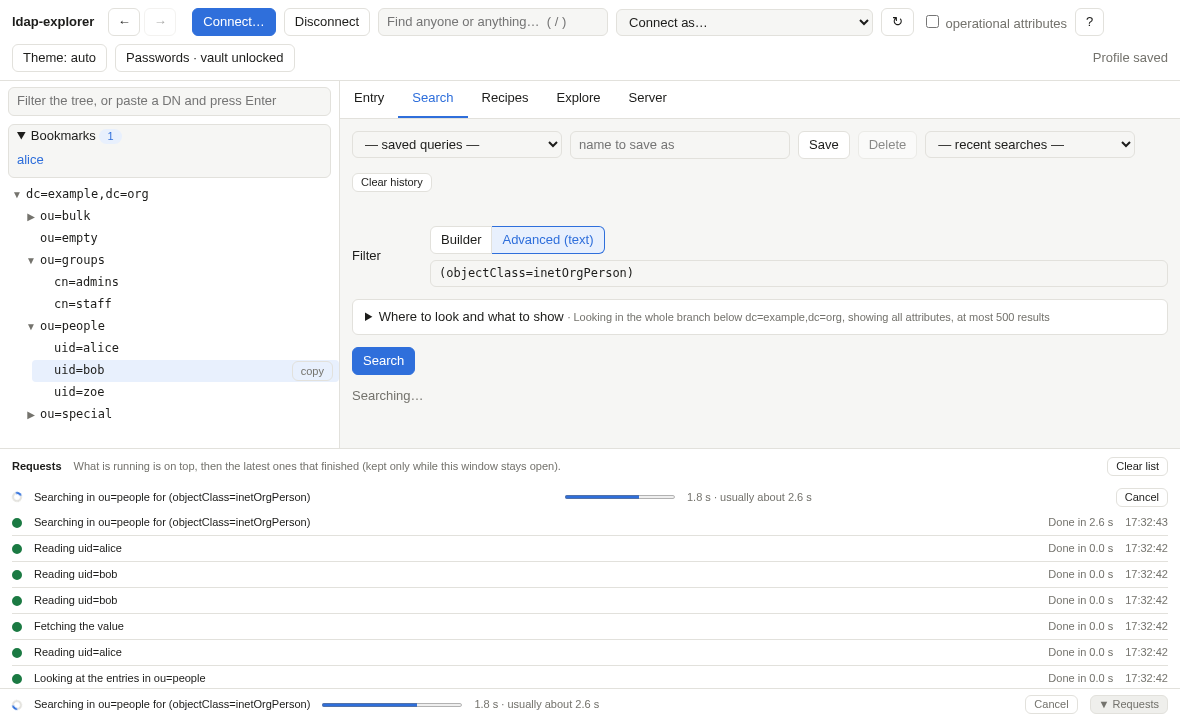 ldap-explorer ← → Connect… Disconnect Find anyone or anything… ( / ) Connect as… ↻ operational attributes ?
Theme: auto Passwords · vault unlocked Profile saved
Filter the tree, or paste a DN and press Enter
▼ Bookmarks 1
alice
▼ dc=example,dc=org
▶ ou=bulk
ou=empty
▼ ou=groups
cn=admins
cn=staff
▼ ou=people
uid=alice
uid=bob copy
uid=zoe
▶ ou=special
Entry Search Recipes Explore Server
— saved queries — name to save as Save Delete — recent searches —
Clear history
Builder Advanced (text)
Filter
(objectClass=inetOrgPerson)
▶ Where to look and what to show · Looking in the whole branch below dc=example,dc=org, showing all attributes, at most 500 results
Search
Searching…
Requests What is running is on top, then the latest ones that finished (kept only while this window stays open). Clear list
Searching in ou=people for (objectClass=inetOrgPerson) 1.8 s · usually about 2.6 s Cancel
Searching in ou=people for (objectClass=inetOrgPerson) Done in 2.6 s 17:32:43
Reading uid=alice Done in 0.0 s 17:32:42
Reading uid=bob Done in 0.0 s 17:32:42
Reading uid=bob Done in 0.0 s 17:32:42
Fetching the value Done in 0.0 s 17:32:42
Reading uid=alice Done in 0.0 s 17:32:42
Looking at the entries in ou=people Done in 0.0 s 17:32:42
Searching in ou=people for (objectClass=inetOrgPerson) 1.8 s · usually about 2.6 s Cancel ▼ Requests